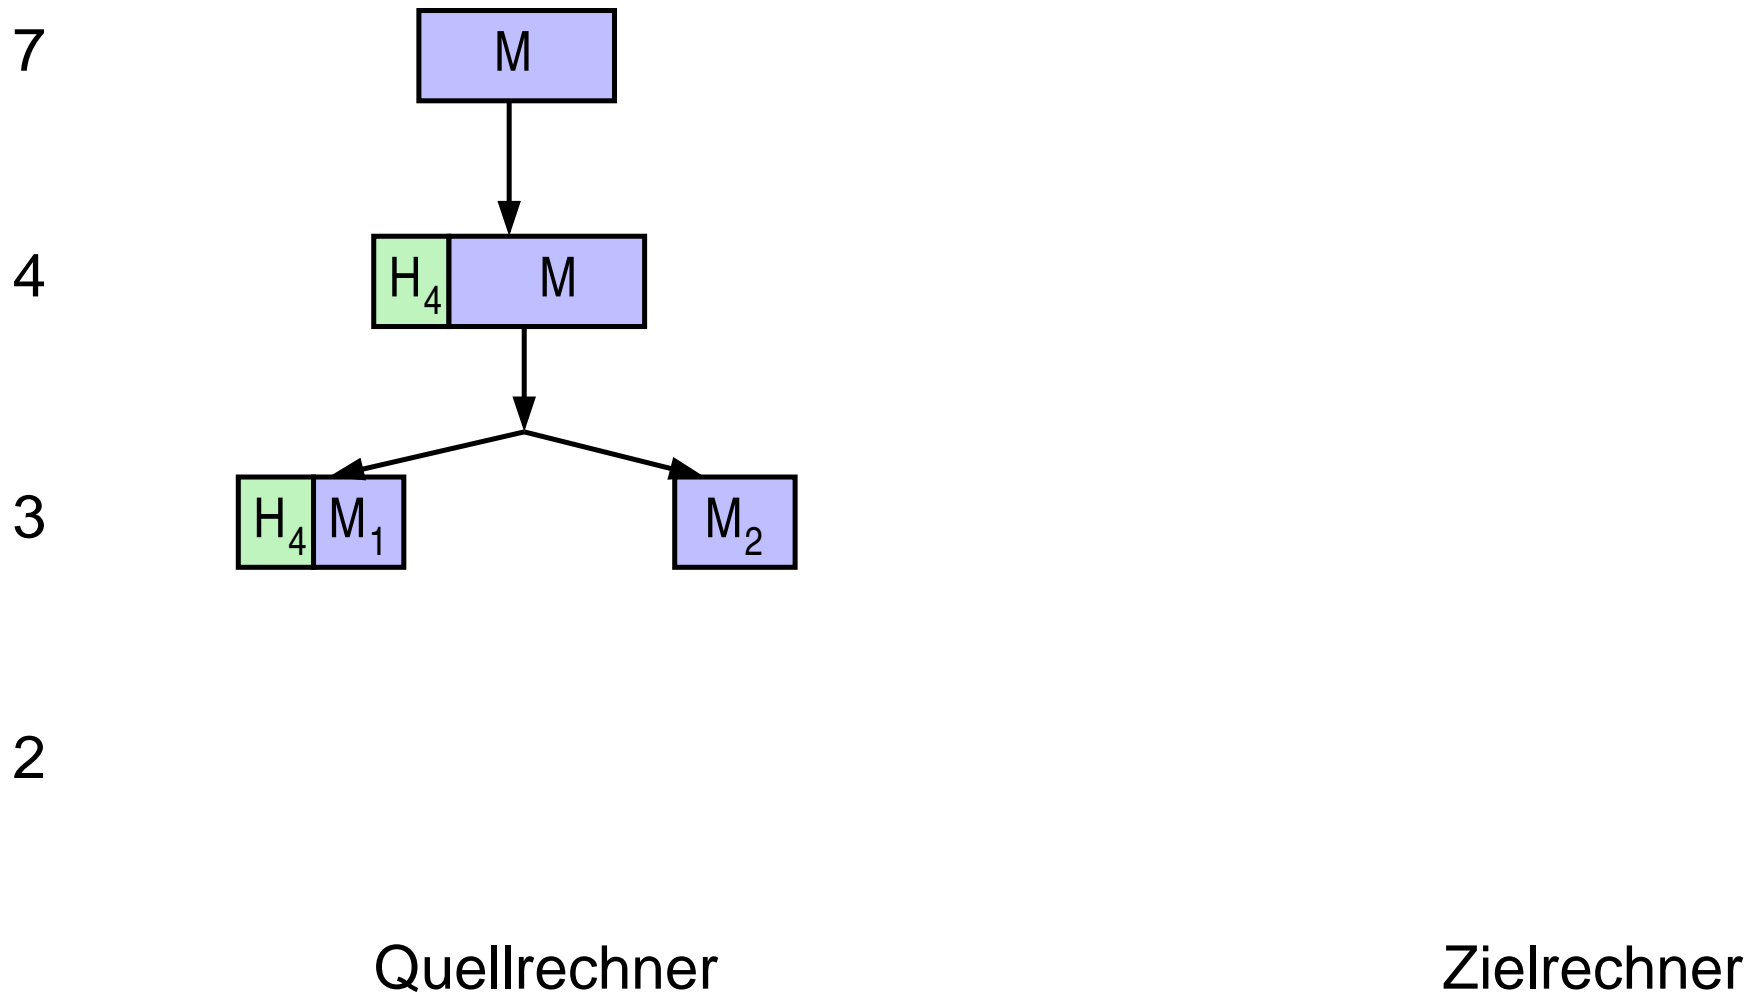 7 M
4 H₄ M
3 H₄ M₁ M₂
2
Quellrechner Zielrechner